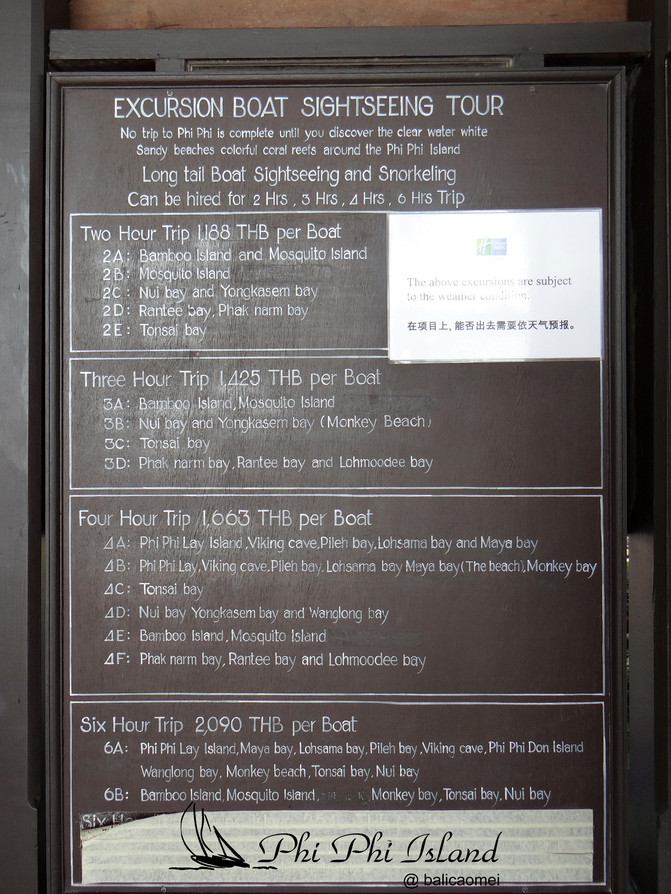 EXCURSION BOAT SIGHTSEEING TOUR
No trip to Phi Phi is complete until you discover the clear water white
Sandy beaches colorful coral reefs around the Phi Phi Island
Long tail Boat Sightseeing and Snorkeling
Can be hired for 2 Hrs , 3 Hrs , 4 Hrs , 6 Hrs Trip
Two Hour Trip 1,188 THB per Boat
2A: Bamboo Island and Mosquito Island
2B: Mosquito Island
2C: Nui bay and Yongkasem bay
2D: Rantee bay, Phak narm bay
2E: Tonsai bay
The above excursions are subject
to the weather condition.
在项目上, 能否出去需要依天气预报。
Three Hour Trip 1,425 THB per Boat
3A: Bamboo Island, Mosquito Island
3B: Nui bay and Yongkasem bay (Monkey Beach)
3C: Tonsai bay
3D: Phak narm bay, Rantee bay and Lohmoodee bay
Four Hour Trip 1,663 THB per Boat
4A: Phi Phi Lay Island ,Viking cave,Pileh bay,Lohsama bay and Maya bay
4B: Phi Phi Lay,Viking cave,Pileh bay, Lohsama bay Maya bay(The beach),Monkey bay
4C: Tonsai bay
4D: Nui bay Yongkasem bay and Wanglong bay
4E: Bamboo Island, Mosquito Island
4F: Phak narm bay, Rantee bay and Lohmoodee bay
Six Hour Trip 2,090 THB per Boat
6A: Phi Phi Lay Island,Maya bay, Lohsama bay, Pileh bay ,Viking cave, Phi Phi Don Island
Wanglong bay, Monkey beach,Tonsai bay, Nui bay
6B: Bamboo Island, Mosquito Island, Monkey bay, Tonsai bay, Nui bay
Six
Phi Phi Island
@ balicaomei